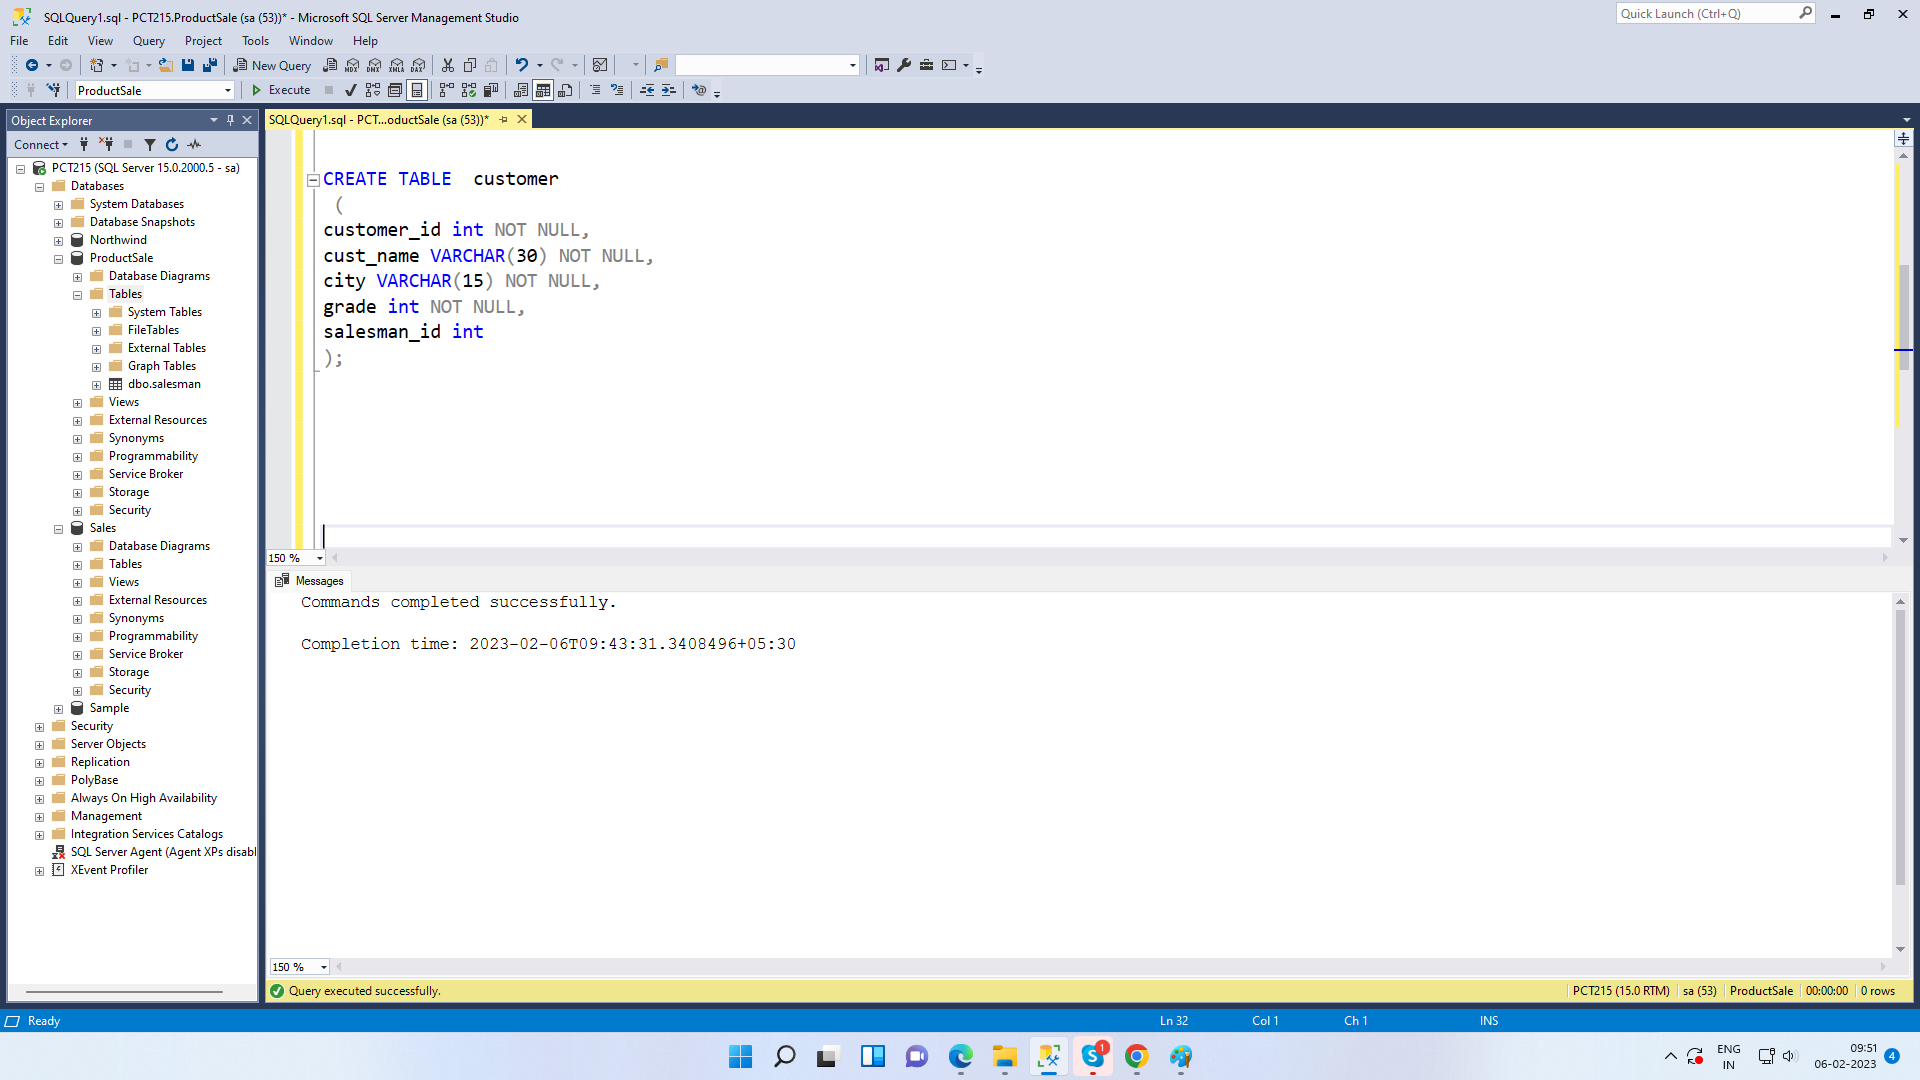 SQLQuery1.sql - PCT215.ProductSale (sa (53))* - Microsoft SQL Server Management Studio
Quick Launch (Ctrl+Q)
File Edit View Query Project Tools Window Help
New Query
MDX DMX XMLA DAX
ProductSale
Execute
Object Explorer
SQLQuery1.sql - PCT...oductSale (sa (53))*
Connect
PCT215 (SQL Server 15.0.2000.5 - sa)
Databases
System Databases
Database Snapshots
Northwind
ProductSale
Database Diagrams
Tables
System Tables
FileTables
External Tables
Graph Tables
dbo.salesman
Views
External Resources
Synonyms
Programmability
Service Broker
Storage
Security
Sales
Database Diagrams
Tables
Views
External Resources
Synonyms
Programmability
Service Broker
Storage
Security
Sample
Security
Server Objects
Replication
PolyBase
Always On High Availability
Management
Integration Services Catalogs
SQL Server Agent (Agent XPs disabl
XEvent Profiler
CREATE TABLE  customer
(
customer_id int NOT NULL,
cust_name VARCHAR(30) NOT NULL,
city VARCHAR(15) NOT NULL,
grade int NOT NULL,
salesman_id int
);
150 %
Messages
Commands completed successfully.
Completion time: 2023-02-06T09:43:31.3408496+05:30
150 %
Query executed successfully.
PCT215 (15.0 RTM) sa (53) ProductSale 00:00:00 0 rows
Ready
Ln 32 Col 1 Ch 1 INS
S 1
ENG
IN
09:51
06-02-2023
4